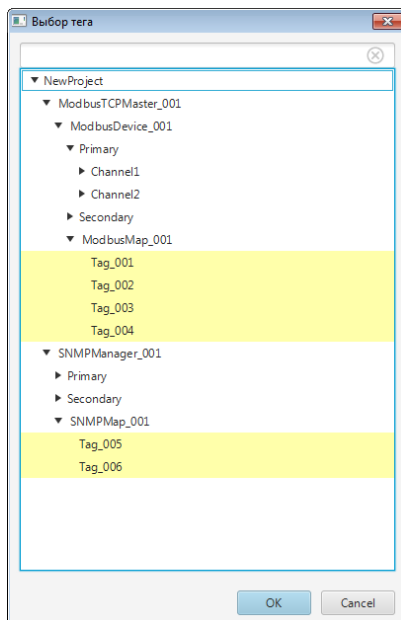 Выбор тега
NewProject
ModbusTCPMaster_001
ModbusDevice_001
Primary
Channel1
Channel2
Secondary
ModbusMap_001
Tag_001
Tag_002
Tag_003
Tag_004
SNMPManager_001
Primary
Secondary
SNMPMap_001
Tag_005
Tag_006
OK
Cancel